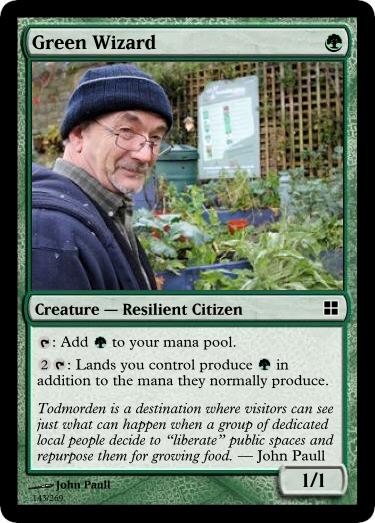 Green Wizard
Creature — Resilient Citizen
: Add to your mana pool.
2 : Lands you control produce in
addition to the mana they normally produce.
Todmorden is a destination where visitors can see
just what can happen when a group of dedicated
local people decide to “liberate” public spaces and
repurpose them for growing food. — John Paull
John Paull
143/269
1/1